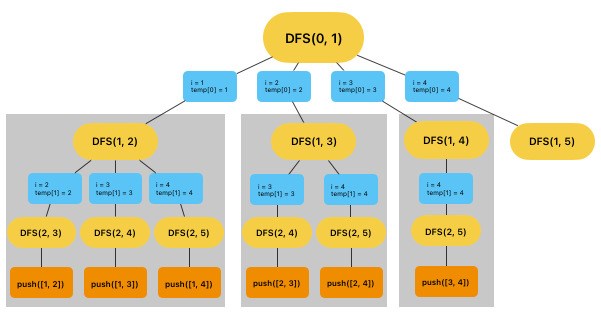 DFS(0, 1)
i = 1
temp[0] = 1
i = 2
temp[0] = 2
i = 3
temp[0] = 3
i = 4
temp[0] = 4
DFS(1, 2)
DFS(1, 3)
DFS(1, 4)
DFS(1, 5)
i = 2
temp[1] = 2
i = 3
temp[1] = 3
i = 4
temp[1] = 4
i = 3
temp[1] = 3
i = 4
temp[1] = 4
i = 4
temp[1] = 4
DFS(2, 3)
DFS(2, 4)
DFS(2, 5)
DFS(2, 4)
DFS(2, 5)
DFS(2, 5)
push([1, 2])
push([1, 3])
push([1, 4])
push([2, 3])
push([2, 4])
push([3, 4])